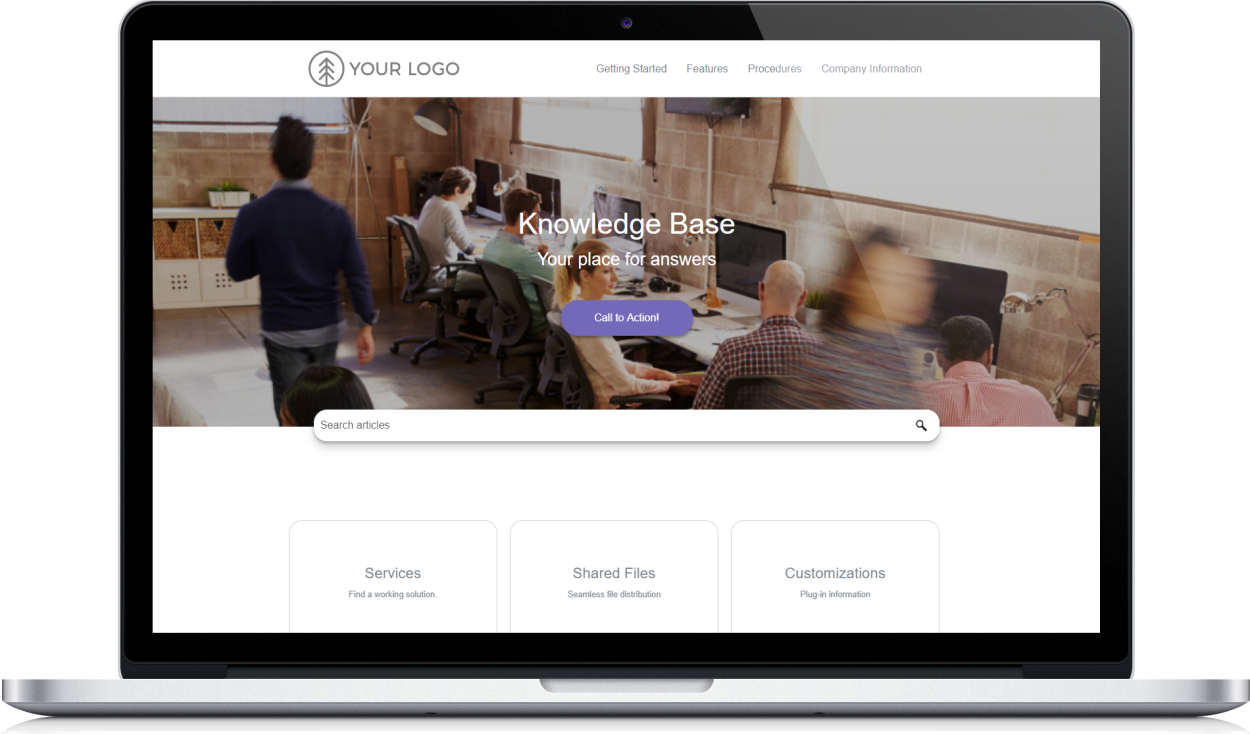 YOUR LOGO
Getting Started Features Procedures Company Information
Knowledge Base
Your place for answers
Call to Action!
Search articles
Services
Find a working solution.
Shared Files
Seamless file distribution
Customizations
Plug-in information